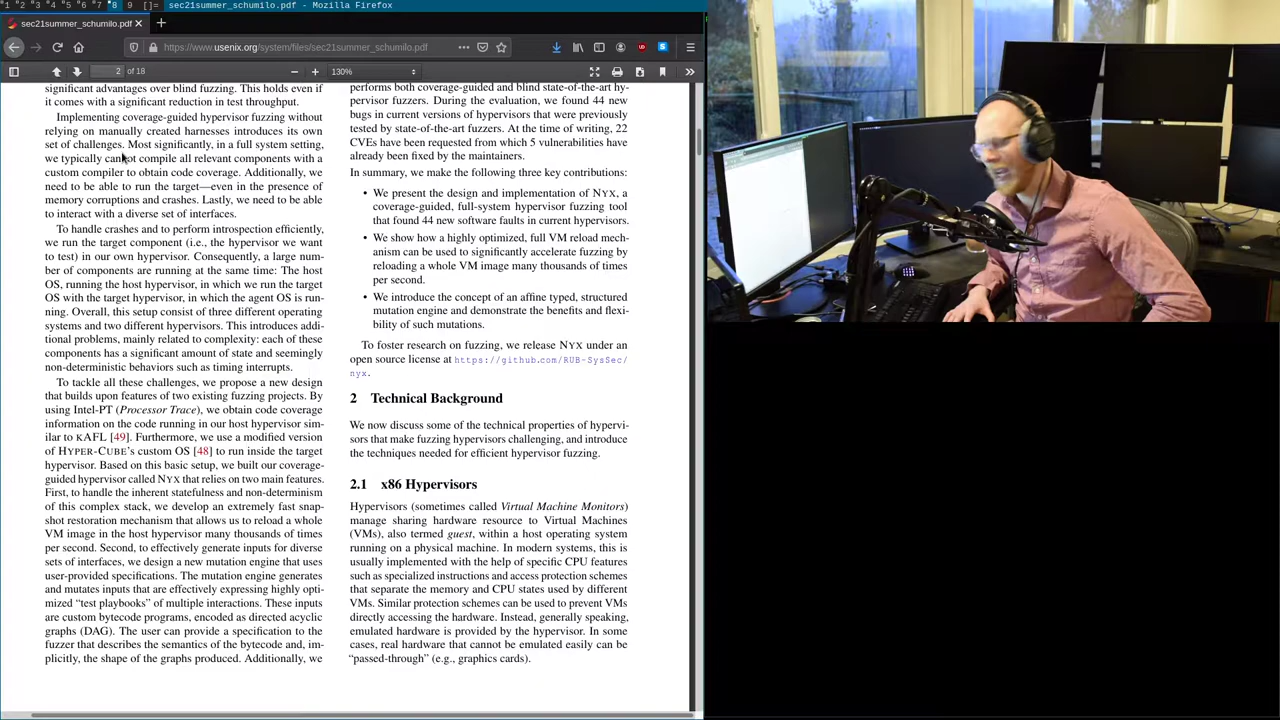 1 2 3 4 5 6 7 8 9 []= sec21summer_schumilo.pdf - Mozilla Firefox
sec21summer_schumilo.pdf
https://www.usenix.org/system/files/sec21summer_schumilo.pdf
2 of 18 130%
significant advantages over blind fuzzing. This holds even if
it comes with a significant reduction in test throughput.
Implementing coverage-guided hypervisor fuzzing without
relying on manually created harnesses introduces its own
set of challenges. Most significantly, in a full system setting,
we typically cannot compile all relevant components with a
custom compiler to obtain code coverage. Additionally, we
need to be able to run the target—even in the presence of
memory corruptions and crashes. Lastly, we need to be able
to interact with a diverse set of interfaces.
To handle crashes and to perform introspection efficiently,
we run the target component (i.e., the hypervisor we want
to test) in our own hypervisor. Consequently, a large num-
ber of components are running at the same time: The host
OS, running the host hypervisor, in which we run the target
OS with the target hypervisor, in which the agent OS is run-
ning. Overall, this setup consist of three different operating
systems and two different hypervisors. This introduces addi-
tional problems, mainly related to complexity: each of these
components has a significant amount of state and seemingly
non-deterministic behaviors such as timing interrupts.
To tackle all these challenges, we propose a new design
that builds upon features of two existing fuzzing projects. By
using Intel-PT (Processor Trace), we obtain code coverage
information on the code running in our host hypervisor sim-
ilar to KAFL [49]. Furthermore, we use a modified version
of HYPER-CUBE's custom OS [48] to run inside the target
hypervisor. Based on this basic setup, we built our coverage-
guided hypervisor called NYX that relies on two main features.
First, to handle the inherent statefulness and non-determinism
of this complex stack, we develop an extremely fast snap-
shot restoration mechanism that allows us to reload a whole
VM image in the host hypervisor many thousands of times
per second. Second, to effectively generate inputs for diverse
sets of interfaces, we design a new mutation engine that uses
user-provided specifications. The mutation engine generates
and mutates inputs that are effectively expressing highly opti-
mized “test playbooks” of multiple interactions. These inputs
are custom bytecode programs, encoded as directed acyclic
graphs (DAG). The user can provide a specification to the
fuzzer that describes the semantics of the bytecode and, im-
plicitly, the shape of the graphs produced. Additionally, we
performs both coverage-guided and blind state-of-the-art hy-
pervisor fuzzers. During the evaluation, we found 44 new
bugs in current versions of hypervisors that were previously
tested by state-of-the-art fuzzers. At the time of writing, 22
CVEs have been requested from which 5 vulnerabilities have
already been fixed by the maintainers.
In summary, we make the following three key contributions:
• We present the design and implementation of NYX, a
coverage-guided, full-system hypervisor fuzzing tool
that found 44 new software faults in current hypervisors.
• We show how a highly optimized, full VM reload mech-
anism can be used to significantly accelerate fuzzing by
reloading a whole VM image many thousands of times
per second.
• We introduce the concept of an affine typed, structured
mutation engine and demonstrate the benefits and flexi-
bility of such mutations.
To foster research on fuzzing, we release NYX under an
open source license at https://github.com/RUB-SysSec/
nyx.
2 Technical Background
We now discuss some of the technical properties of hypervi-
sors that make fuzzing hypervisors challenging, and introduce
the techniques needed for efficient hypervisor fuzzing.
2.1 x86 Hypervisors
Hypervisors (sometimes called Virtual Machine Monitors)
manage sharing hardware resource to Virtual Machines
(VMs), also termed guest, within a host operating system
running on a physical machine. In modern systems, this is
usually implemented with the help of specific CPU features
such as specialized instructions and access protection schemes
that separate the memory and CPU states used by different
VMs. Similar protection schemes can be used to prevent VMs
directly accessing the hardware. Instead, generally speaking,
emulated hardware is provided by the hypervisor. In some
cases, real hardware that cannot be emulated easily can be
“passed-through” (e.g., graphics cards).